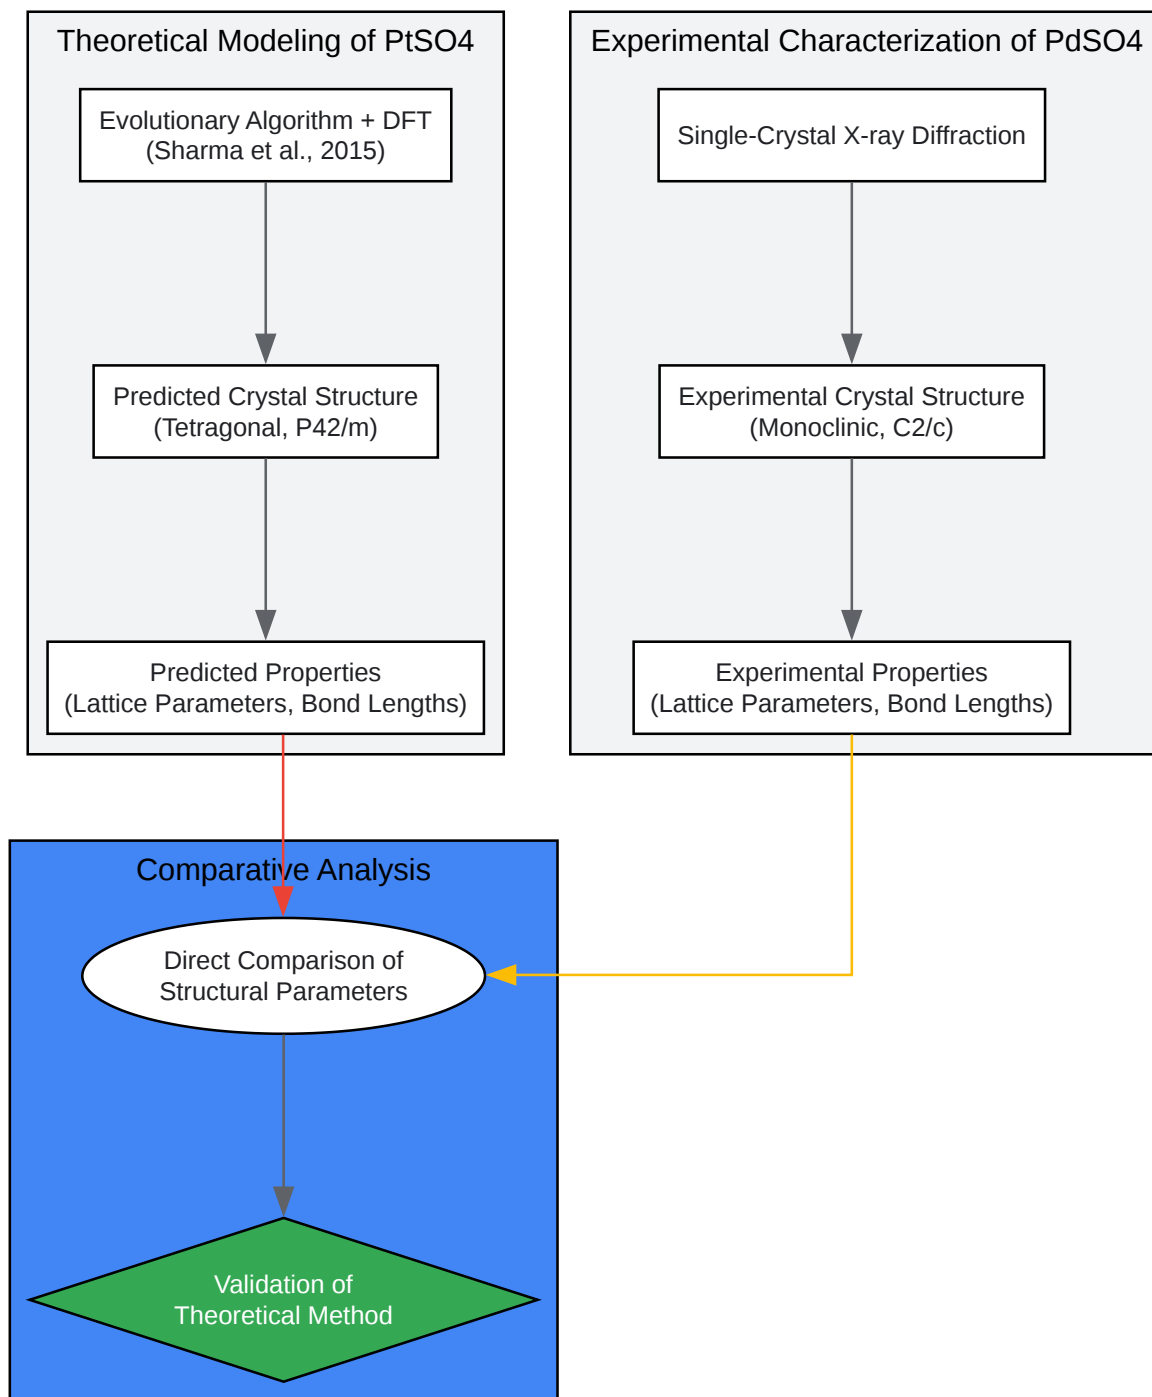 Theoretical Modeling of PtSO4
Evolutionary Algorithm + DFT
(Sharma et al., 2015)
Predicted Crystal Structure
(Tetragonal, P42/m)
Predicted Properties
(Lattice Parameters, Bond Lengths)
Experimental Characterization of PdSO4
Single-Crystal X-ray Diffraction
Experimental Crystal Structure
(Monoclinic, C2/c)
Experimental Properties
(Lattice Parameters, Bond Lengths)
Comparative Analysis
Direct Comparison of
Structural Parameters
Validation of
Theoretical Method